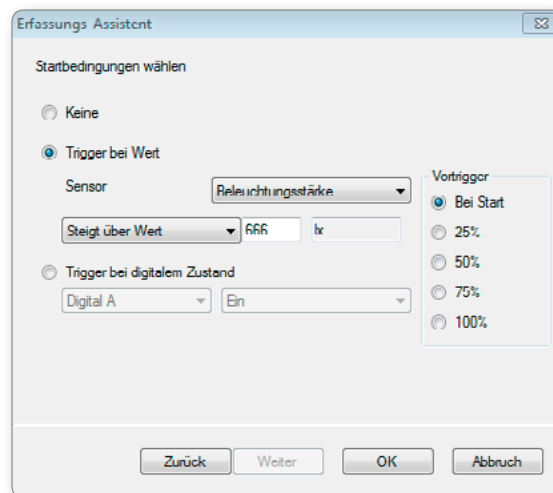 Erfassungs Assistent
Startbedingungen wählen
Keine
Trigger bei Wert
Sensor
Beleuchtungsstärke
Steigt über Wert
666
lx
Trigger bei digitalem Zustand
Digital A
Ein
Vortrigger
Bei Start
25%
50%
75%
100%
Zurück
Weiter
OK
Abbruch